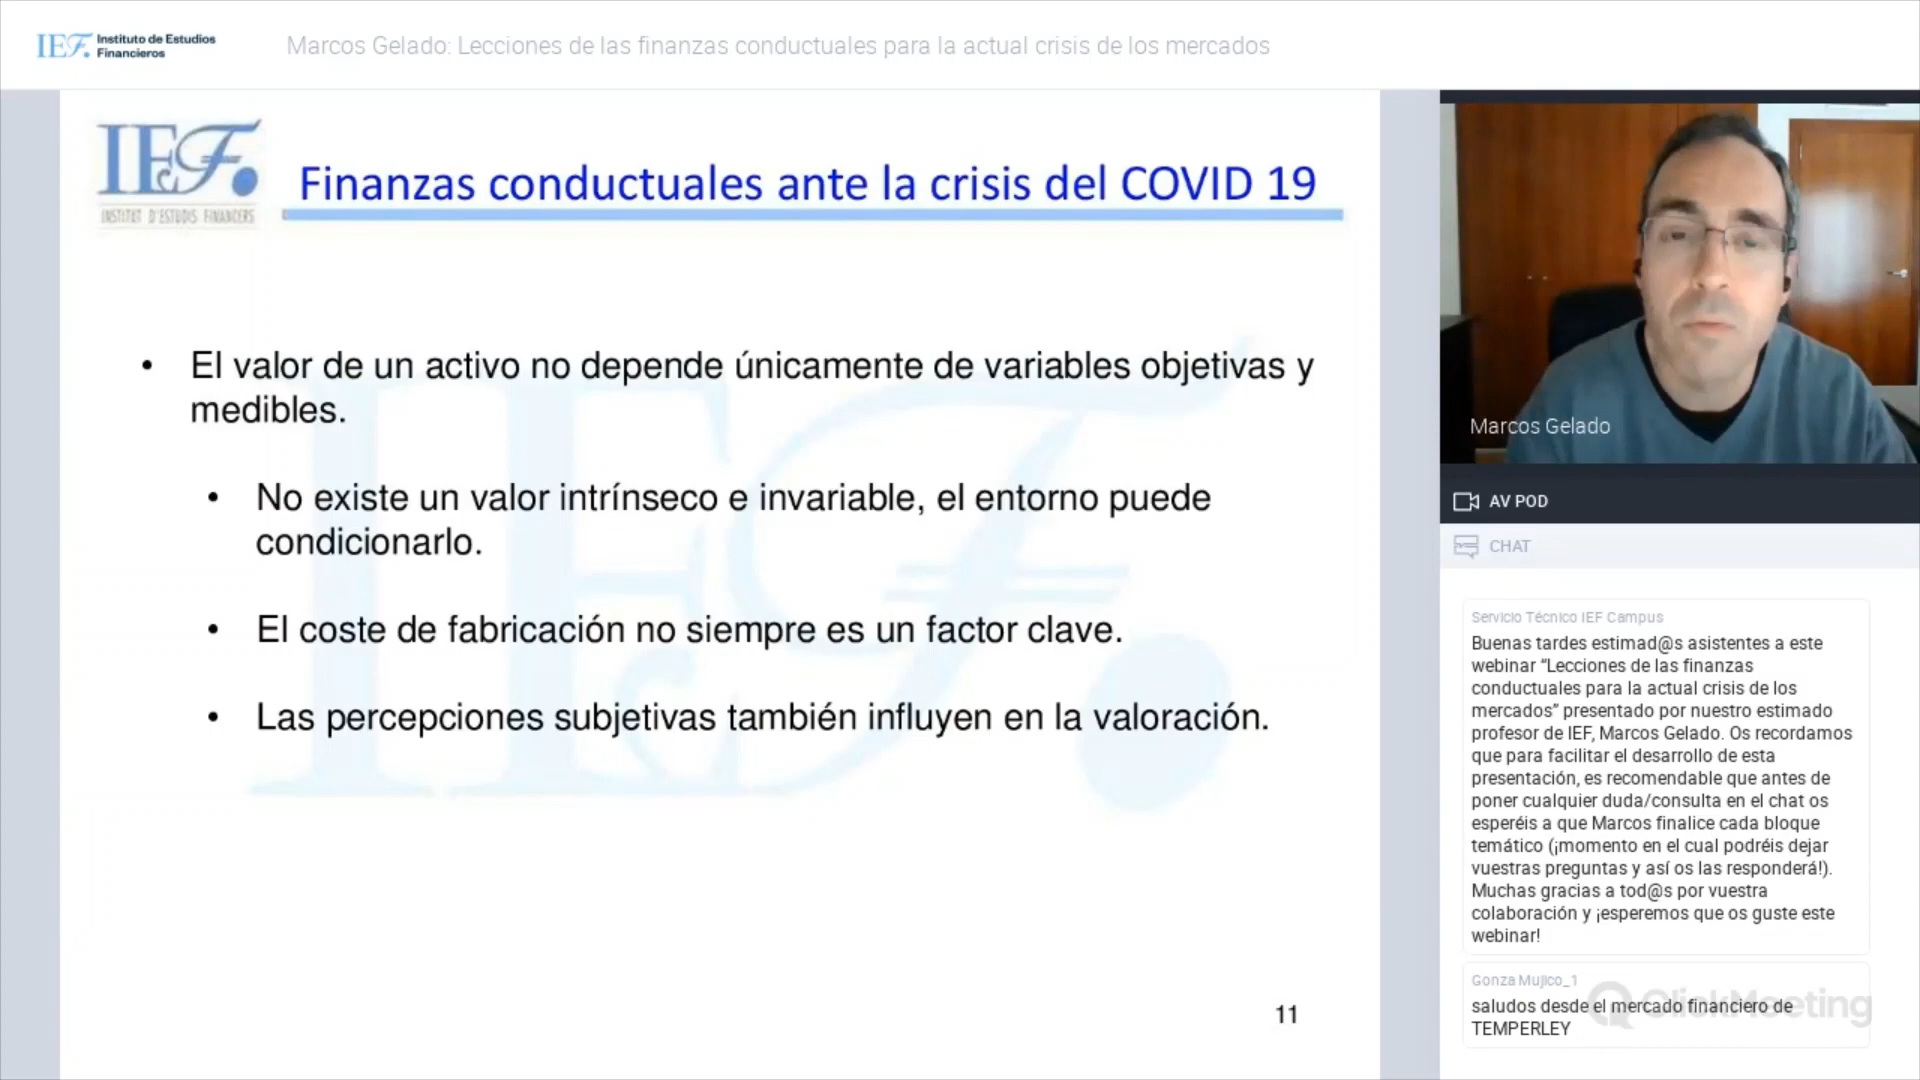 IEF. Instituto de Estudios
Financieros
Marcos Gelado: Lecciones de las finanzas conductuales para la actual crisis de los mercados
IEF.
INSTITUT D'ESTUDIS FINANCERS
Finanzas conductuales ante la crisis del COVID 19
• El valor de un activo no depende únicamente de variables objetivas y
medibles.
• No existe un valor intrínseco e invariable, el entorno puede
condicionarlo.
• El coste de fabricación no siempre es un factor clave.
• Las percepciones subjetivas también influyen en la valoración.
11
Marcos Gelado
AV POD
CHAT
Servicio Técnico IEF Campus
Buenas tardes estimad@s asistentes a este
webinar “Lecciones de las finanzas
conductuales para la actual crisis de los
mercados” presentado por nuestro estimado
profesor de IEF, Marcos Gelado. Os recordamos
que para facilitar el desarrollo de esta
presentación, es recomendable que antes de
poner cualquier duda/consulta en el chat os
esperéis a que Marcos finalice cada bloque
temático (¡momento en el cual podréis dejar
vuestras preguntas y así os las responderá!).
Muchas gracias a tod@s por vuestra
colaboración y ¡esperemos que os guste este
webinar!
Gonza Mujico_1
saludos desde el mercado financiero de
TEMPERLEY
ClickMeeting